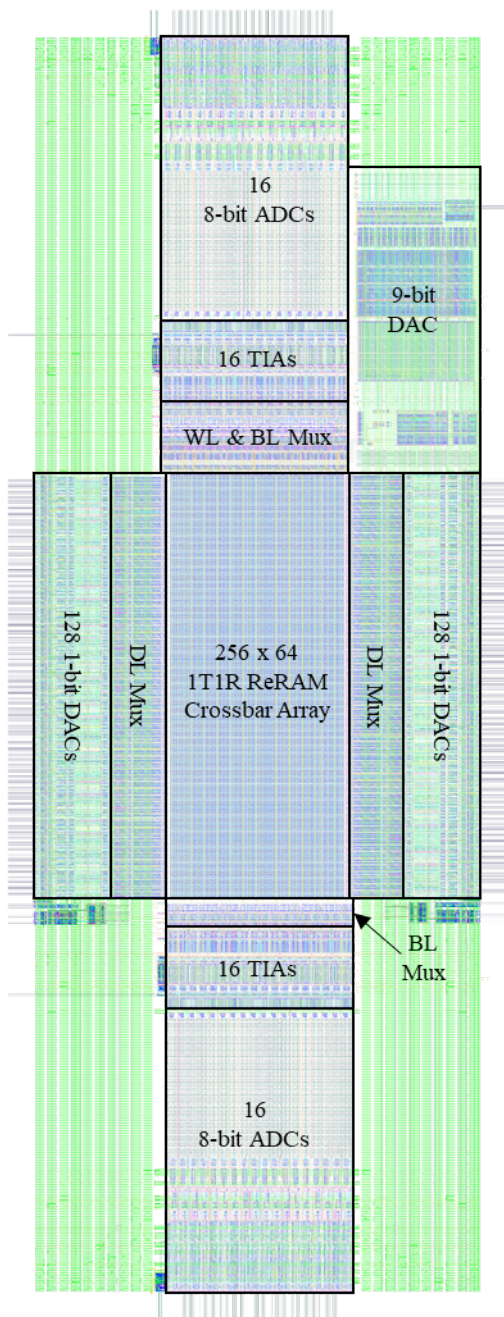 16
8-bit ADCs
9-bit
DAC
16 TIAs
WL & BL Mux
128 1-bit DACs
DL Mux
256 x 64
1T1R ReRAM
Crossbar Array
DL Mux
128 1-bit DACs
BL
Mux
16 TIAs
16
8-bit ADCs